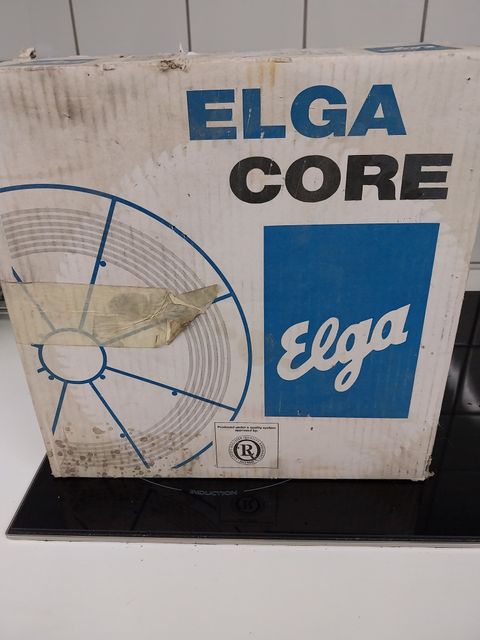 ELGA
CORE
Elga
Produced under a quality system
approved by:
R
INDUCTION